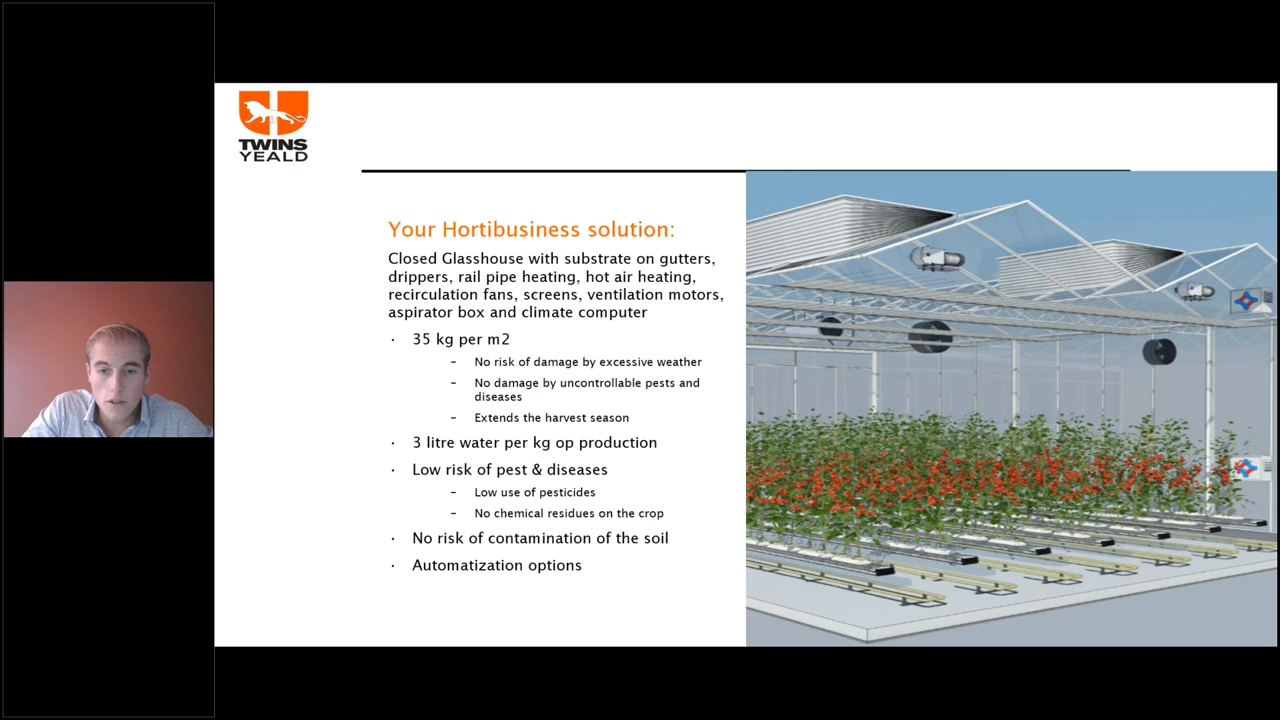 TWINS
YEALD
Your Hortibusiness solution:
Closed Glasshouse with substrate on gutters,
drippers, rail pipe heating, hot air heating,
recirculation fans, screens, ventilation motors,
aspirator box and climate computer
· 35 kg per m2
– No risk of damage by excessive weather
– No damage by uncontrollable pests and
diseases
– Extends the harvest season
· 3 litre water per kg op production
· Low risk of pest & diseases
– Low use of pesticides
– No chemical residues on the crop
· No risk of contamination of the soil
· Automatization options